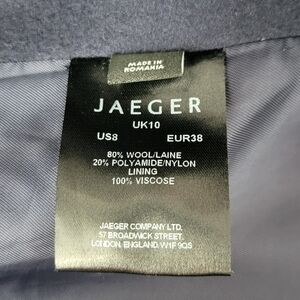 MADE IN
ROMANIA
JAEGER
UK10
US8 EUR38
80% WOOL/LAINE
20% POLYAMIDE/NYLON
LINING
100% VISCOSE
JAEGER COMPANY LTD.
57 BROADWICK STREET
LONDON, ENGLAND, W1F 9QS